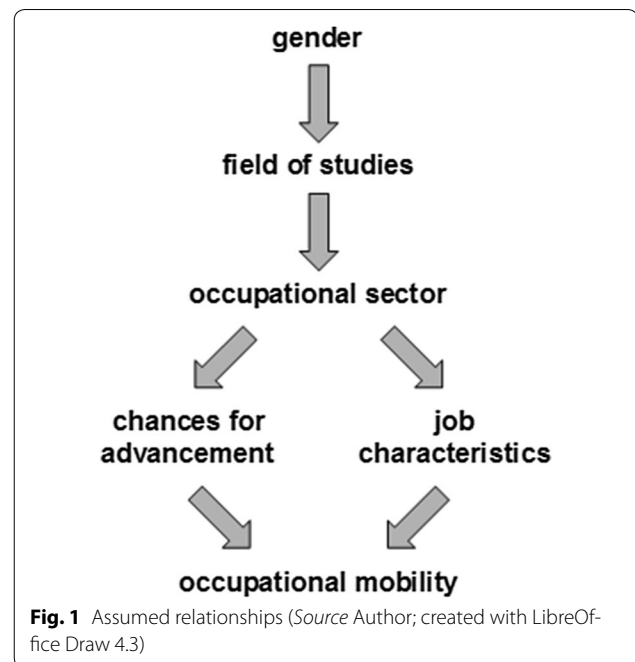 gender
field of studies
occupational sector
chances for
advancement
job
characteristics
occupational mobility
Fig. 1 Assumed relationships (Source Author; created with LibreOf-
fice Draw 4.3)